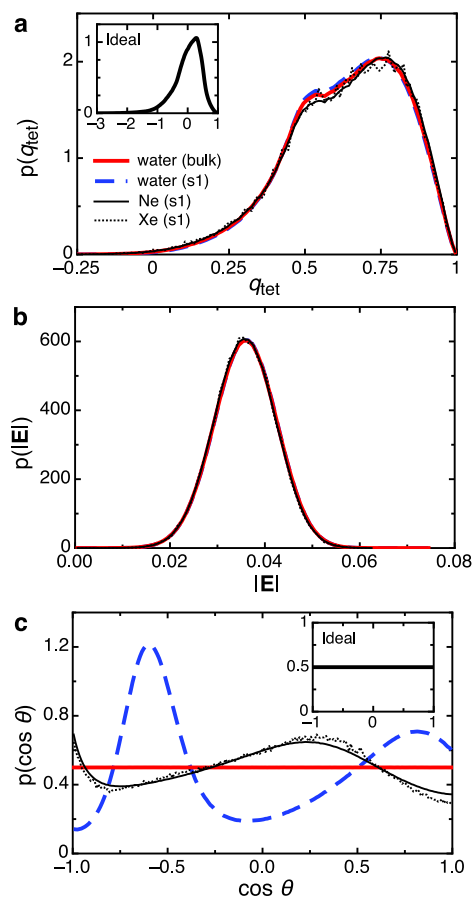 a
Ideal
1
0.5
0
-3 -2 -1 0 1
water (bulk)
water (s1)
Ne (s1)
Xe (s1)
p(qtet)
2
1
0
-0.25 0 0.25 0.5 0.75 1
qtet
b
p(|E|)
600
400
200
0
0.00 0.02 0.04 0.06 0.08
|E|
c
Ideal
1
0.5
0
-1 0 1
p(cos θ)
1.2
0.8
0.4
0.0
-1.0 -0.5 0.0 0.5 1.0
cos θ